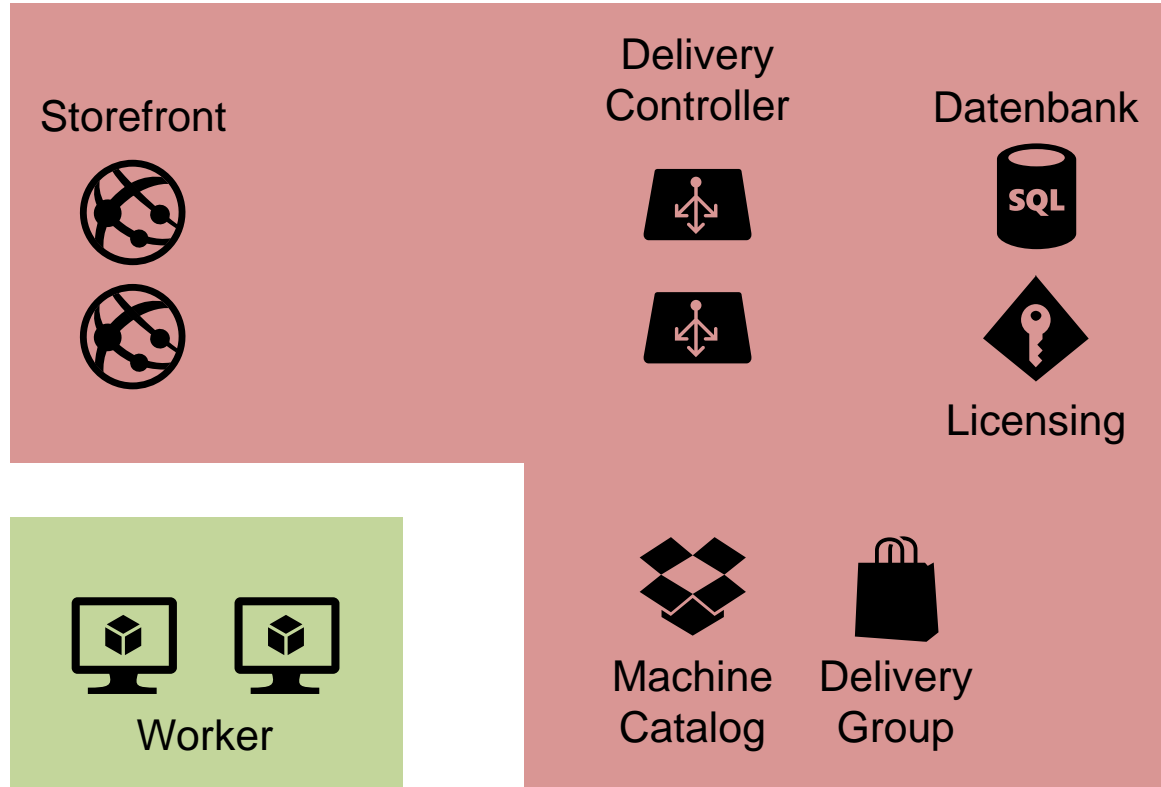 Storefront
Delivery
Controller
Datenbank
SQL
Licensing
Worker
Machine
Catalog
Delivery
Group